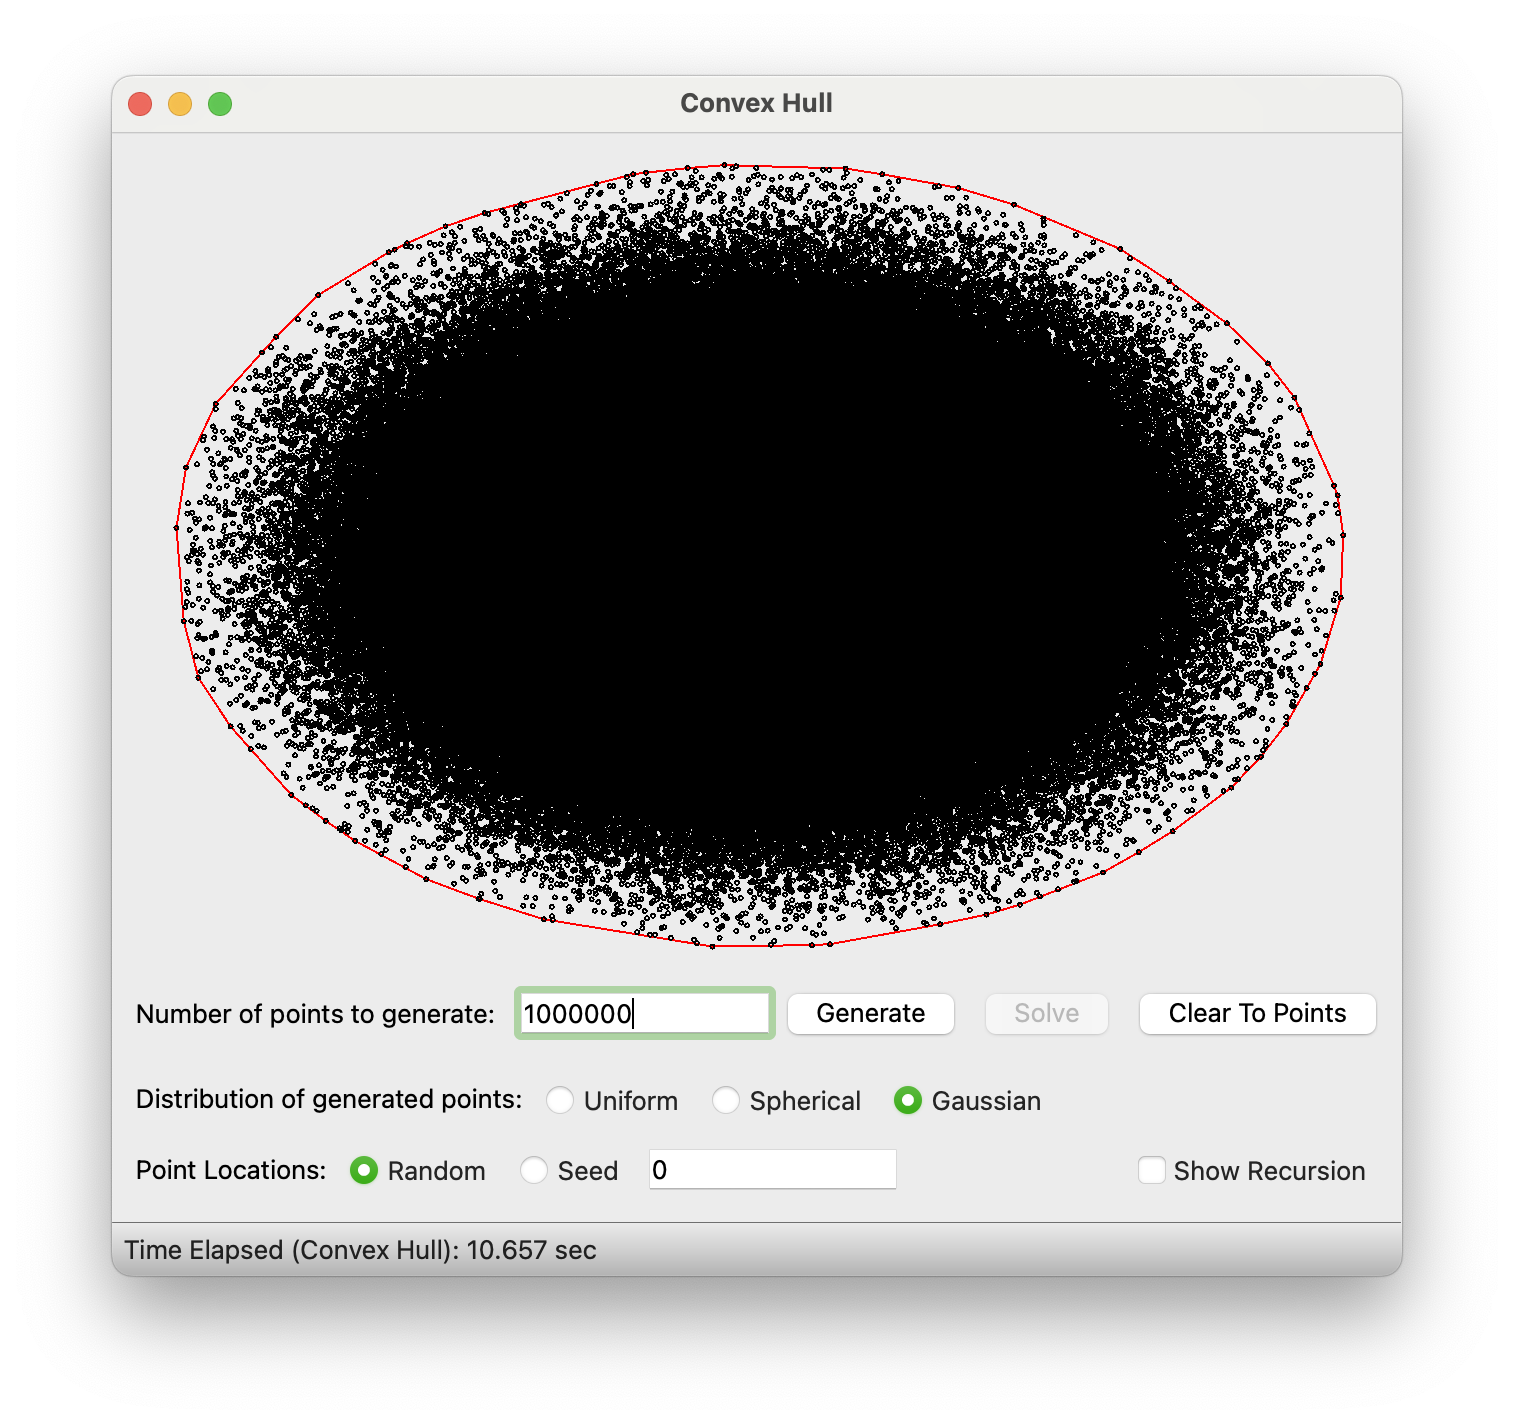 Convex Hull
Number of points to generate: 1000000 Generate Solve Clear To Points
Distribution of generated points: Uniform Spherical Gaussian
Point Locations: Random Seed 0 Show Recursion
Time Elapsed (Convex Hull): 10.657 sec